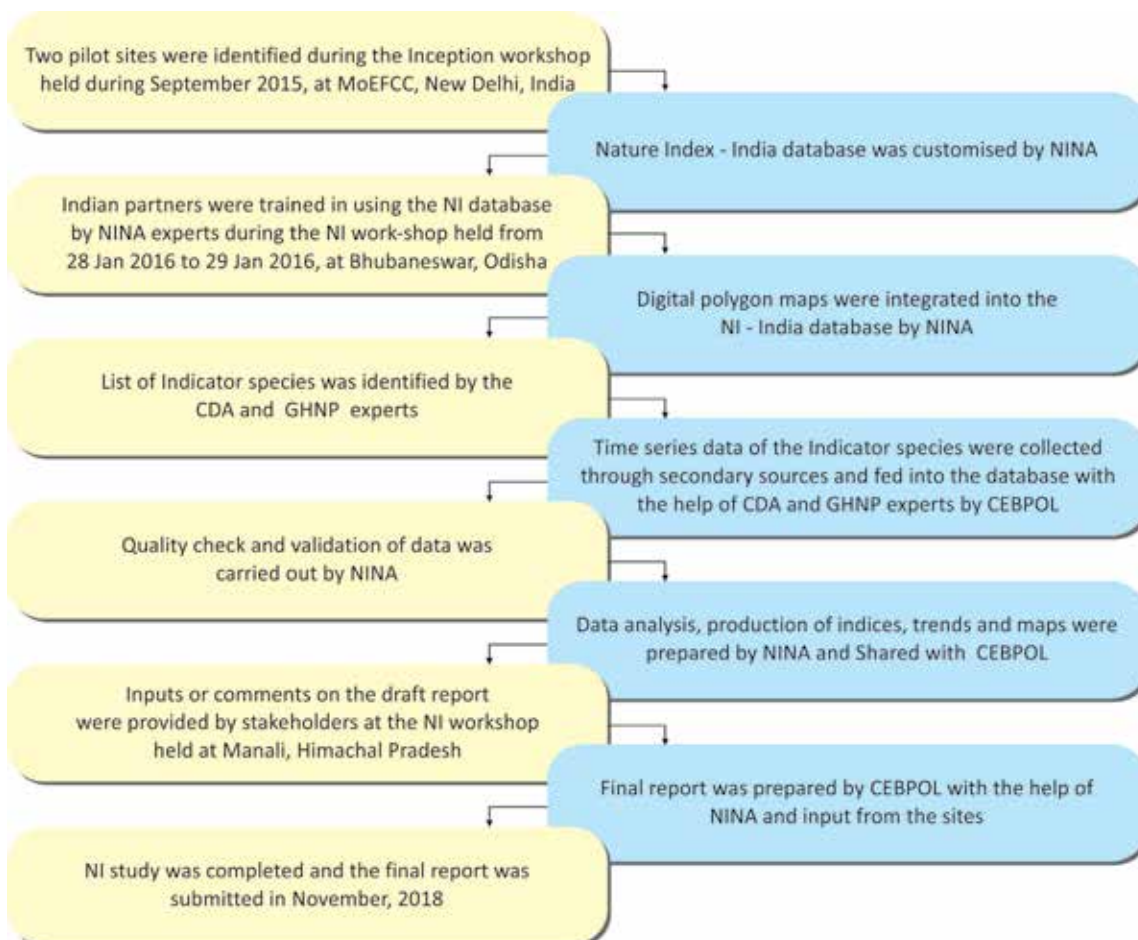 Two pilot sites were identified during the Inception workshop
held during September 2015, at MoEFCC, New Delhi, India
Nature Index - India database was customised by NINA
Indian partners were trained in using the NI database
by NINA experts during the NI work-shop held from
28 Jan 2016 to 29 Jan 2016, at Bhubaneswar, Odisha
Digital polygon maps were integrated into the
NI - India database by NINA
List of Indicator species was identified by the
CDA and GHNP experts
Time series data of the Indicator species were collected
through secondary sources and fed into the database with
the help of CDA and GHNP experts by CEBPOL
Quality check and validation of data was
carried out by NINA
Data analysis, production of indices, trends and maps were
prepared by NINA and Shared with CEBPOL
Inputs or comments on the draft report
were provided by stakeholders at the NI workshop
held at Manali, Himachal Pradesh
Final report was prepared by CEBPOL with the help of
NINA and input from the sites
NI study was completed and the final report was
submitted in November, 2018